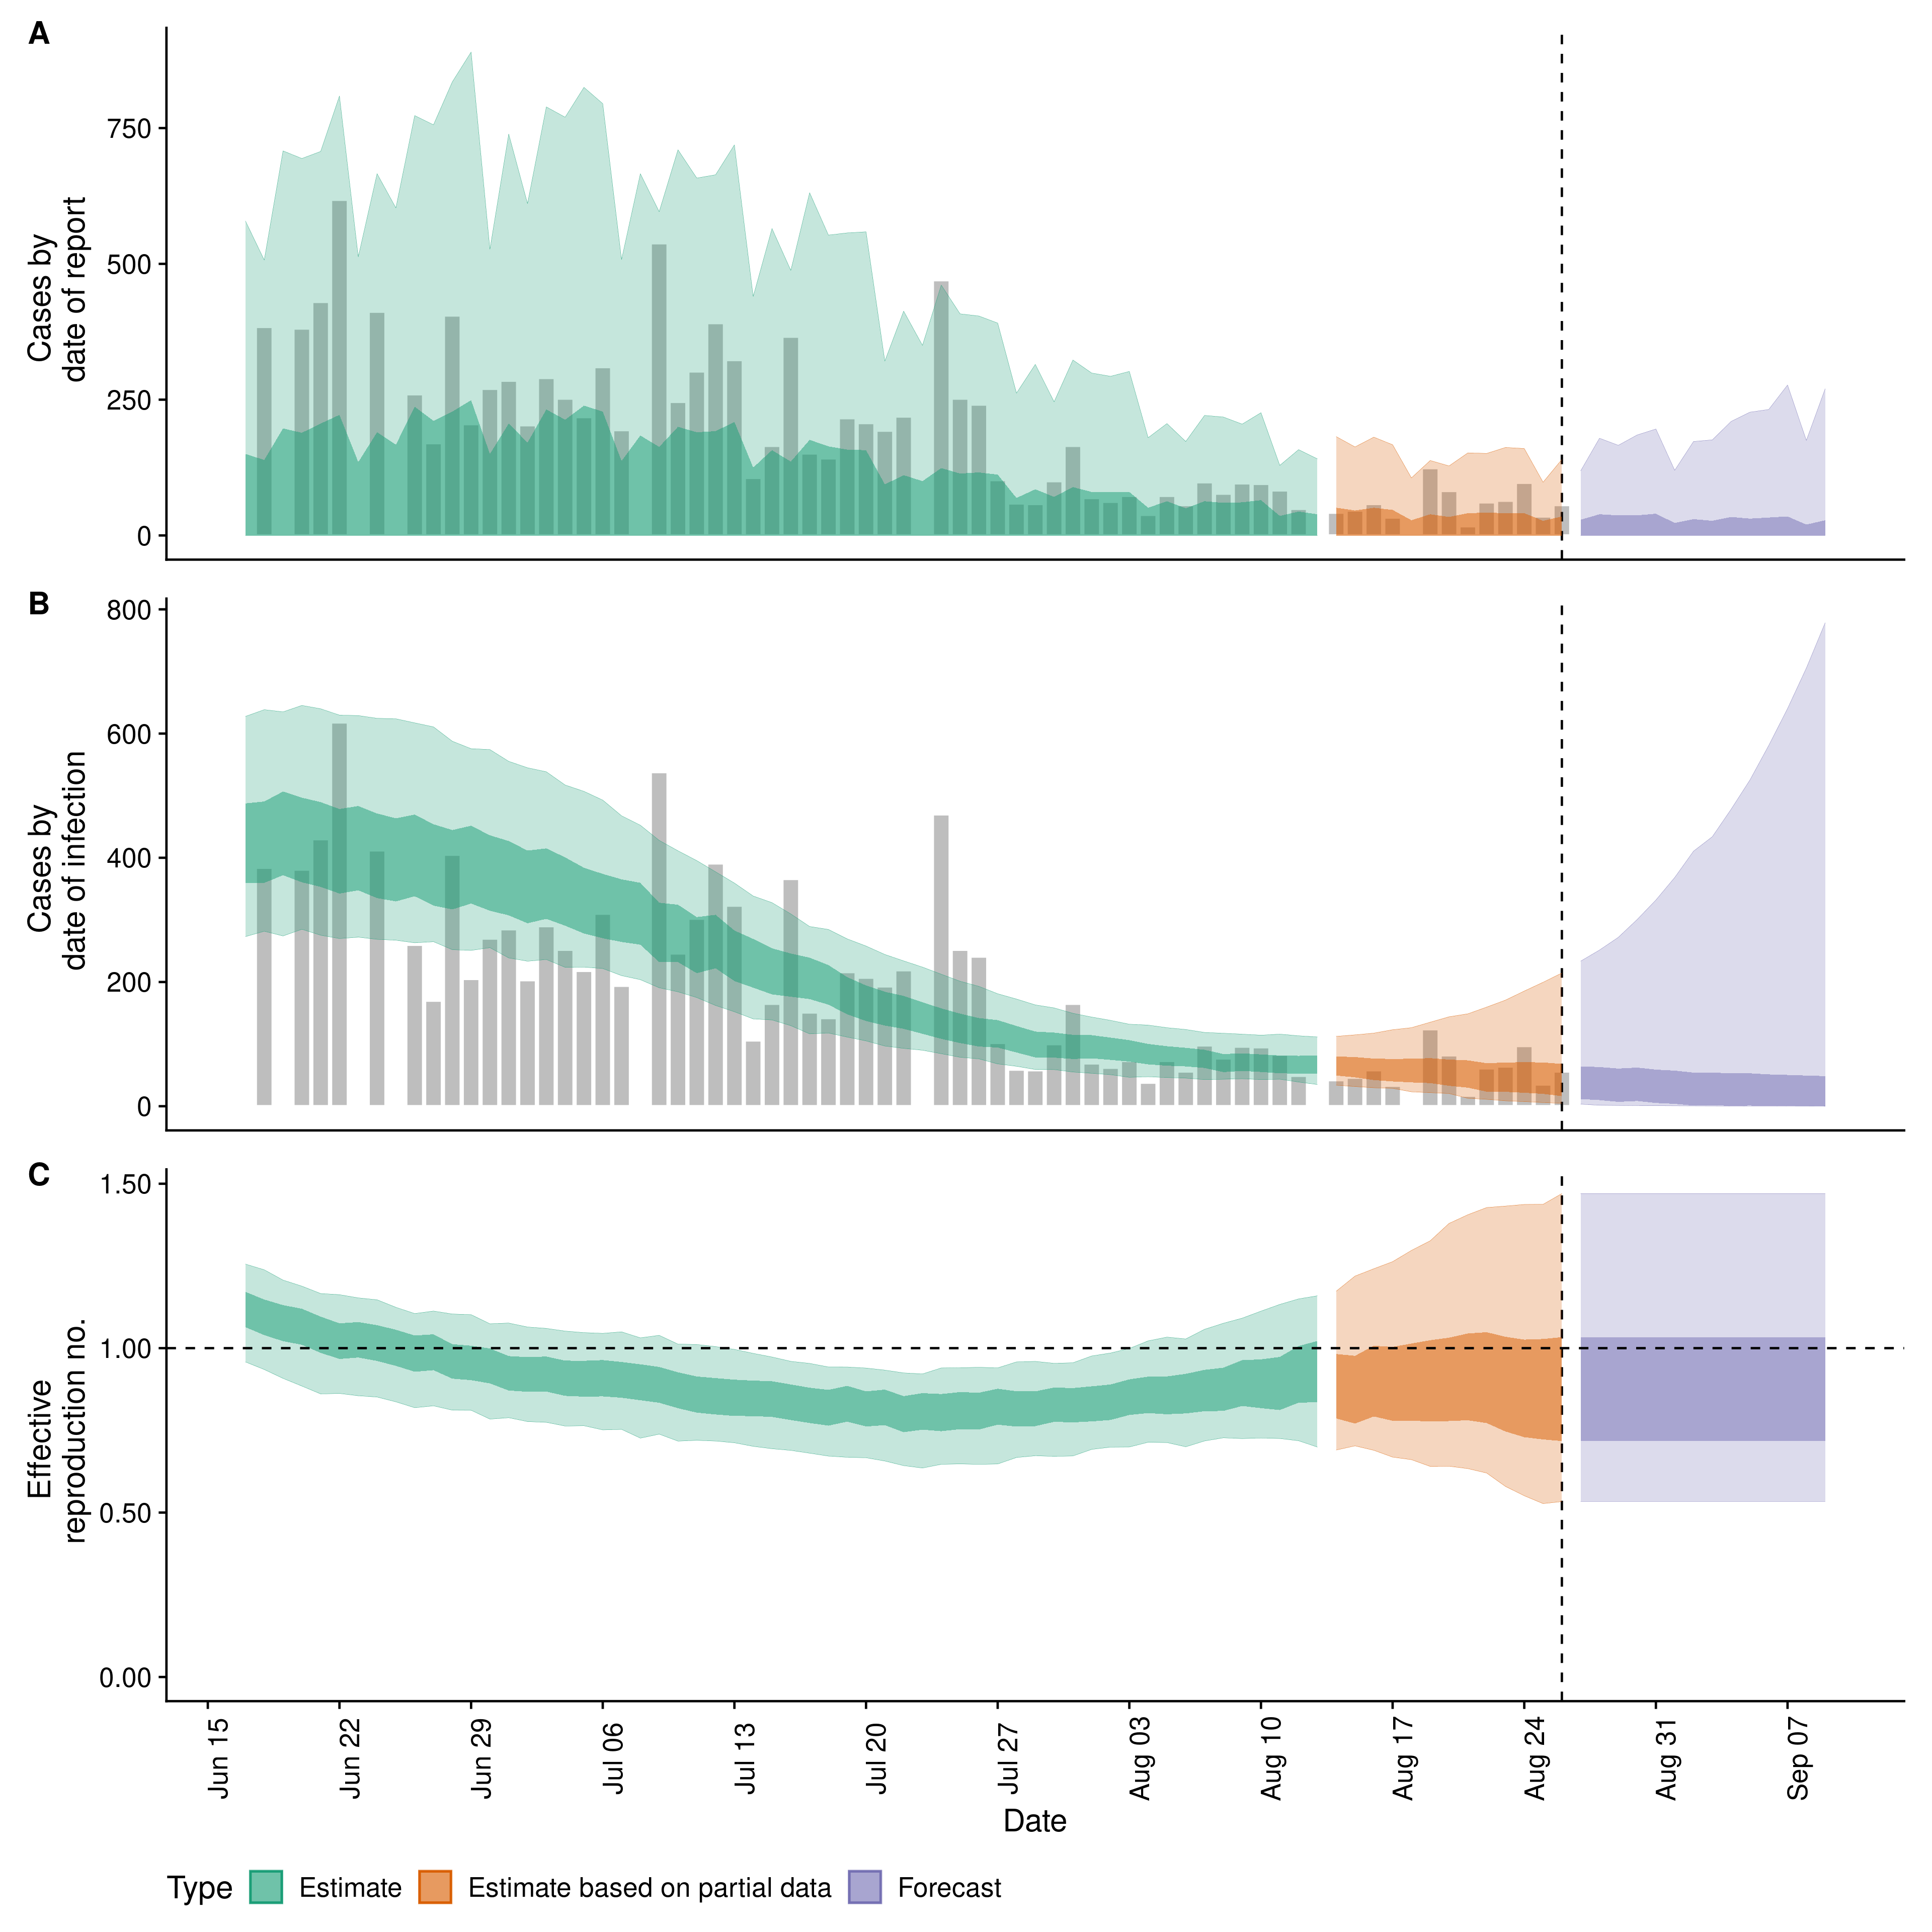 A
Cases by
date of report
750
500
250
0
B
Cases by
date of infection
800
600
400
200
0
C
Effective
reproduction no.
1.50
1.00
0.50
0.00
Jun 15
Jun 22
Jun 29
Jul 06
Jul 13
Jul 20
Jul 27
Aug 03
Aug 10
Aug 17
Aug 24
Aug 31
Sep 07
Date
Type Estimate Estimate based on partial data Forecast